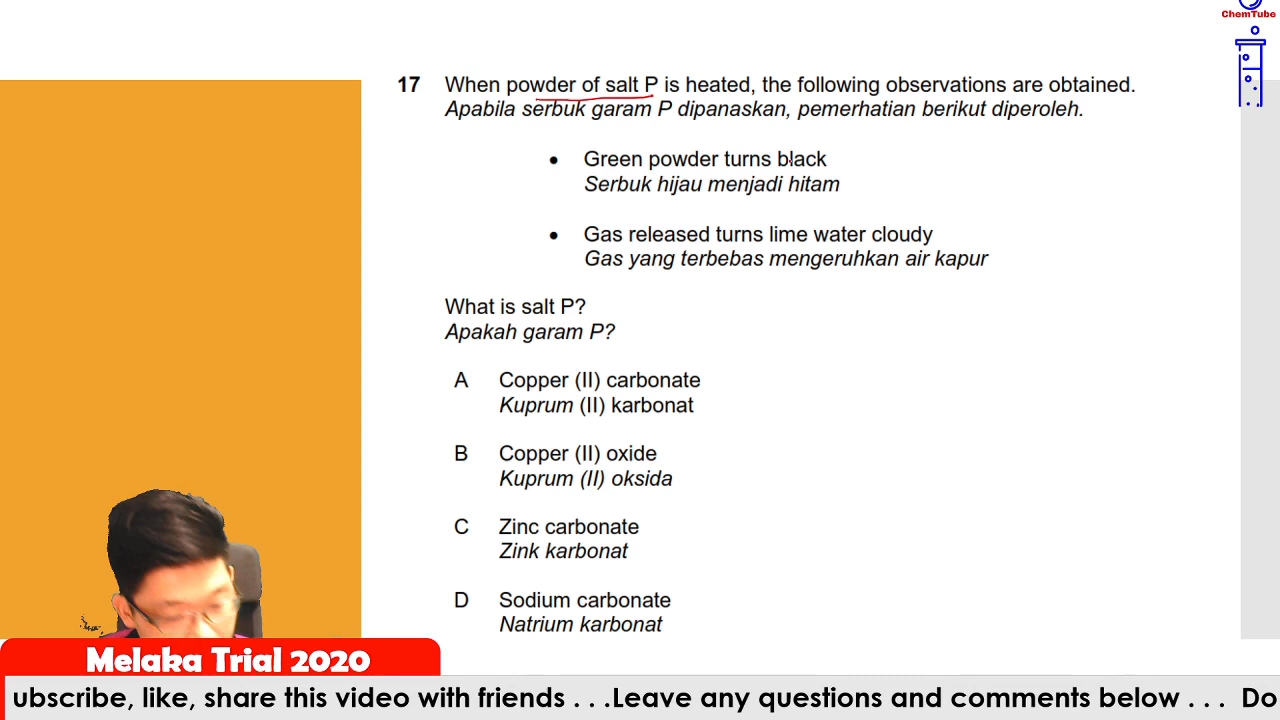 ChemTube
17 When powder of salt P is heated, the following observations are obtained.
Apabila serbuk garam P dipanaskan, pemerhatian berikut diperoleh.
• Green powder turns black
Serbuk hijau menjadi hitam
• Gas released turns lime water cloudy
Gas yang terbebas mengeruhkan air kapur
What is salt P?
Apakah garam P?
A Copper (II) carbonate
Kuprum (II) karbonat
B Copper (II) oxide
Kuprum (II) oksida
C Zinc carbonate
Zink karbonat
D Sodium carbonate
Natrium karbonat
Melaka Trial 2020
ubscribe, like, share this video with friends . . .Leave any questions and comments below . . . Do